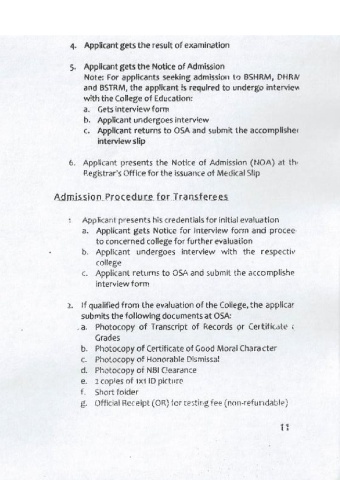 4. Applicant gets the result of examination
5. Applicant gets the Notice of Admission
Note: For applicants seeking admission to BSHRM, DHRM
and BSTRM, the applicant is required to undergo interview
with the College of Education:
a. Gets interview form
b. Applicant undergoes interview
c. Applicant returns to OSA and submit the accomplished
interview slip
6. Applicant presents the Notice of Admission (NOA) at the
Registrar's Office for the issuance of Medical Slip
Admission Procedure for Transferees
1 Applicant presents his credentials for initial evaluation
a. Applicant gets Notice for Interview form and procee
to concerned college for further evaluation
b. Applicant undergoes interview with the respectiv
college
c. Applicant returns to OSA and submit the accomplishe
interview form
2. If qualified from the evaluation of the College, the applicar
submits the following documents at OSA:
a. Photocopy of Transcript of Records or Certificate
Grades
b. Photocopy of Certificate of Good Moral Character
c. Photocopy of Honorable Dismissal
d. Photocopy of NBI Clearance
e. 2 copies of 1x1 ID picture
f. Short folder
g. Official Receipt (OR) for testing fee (non-refundable)
11